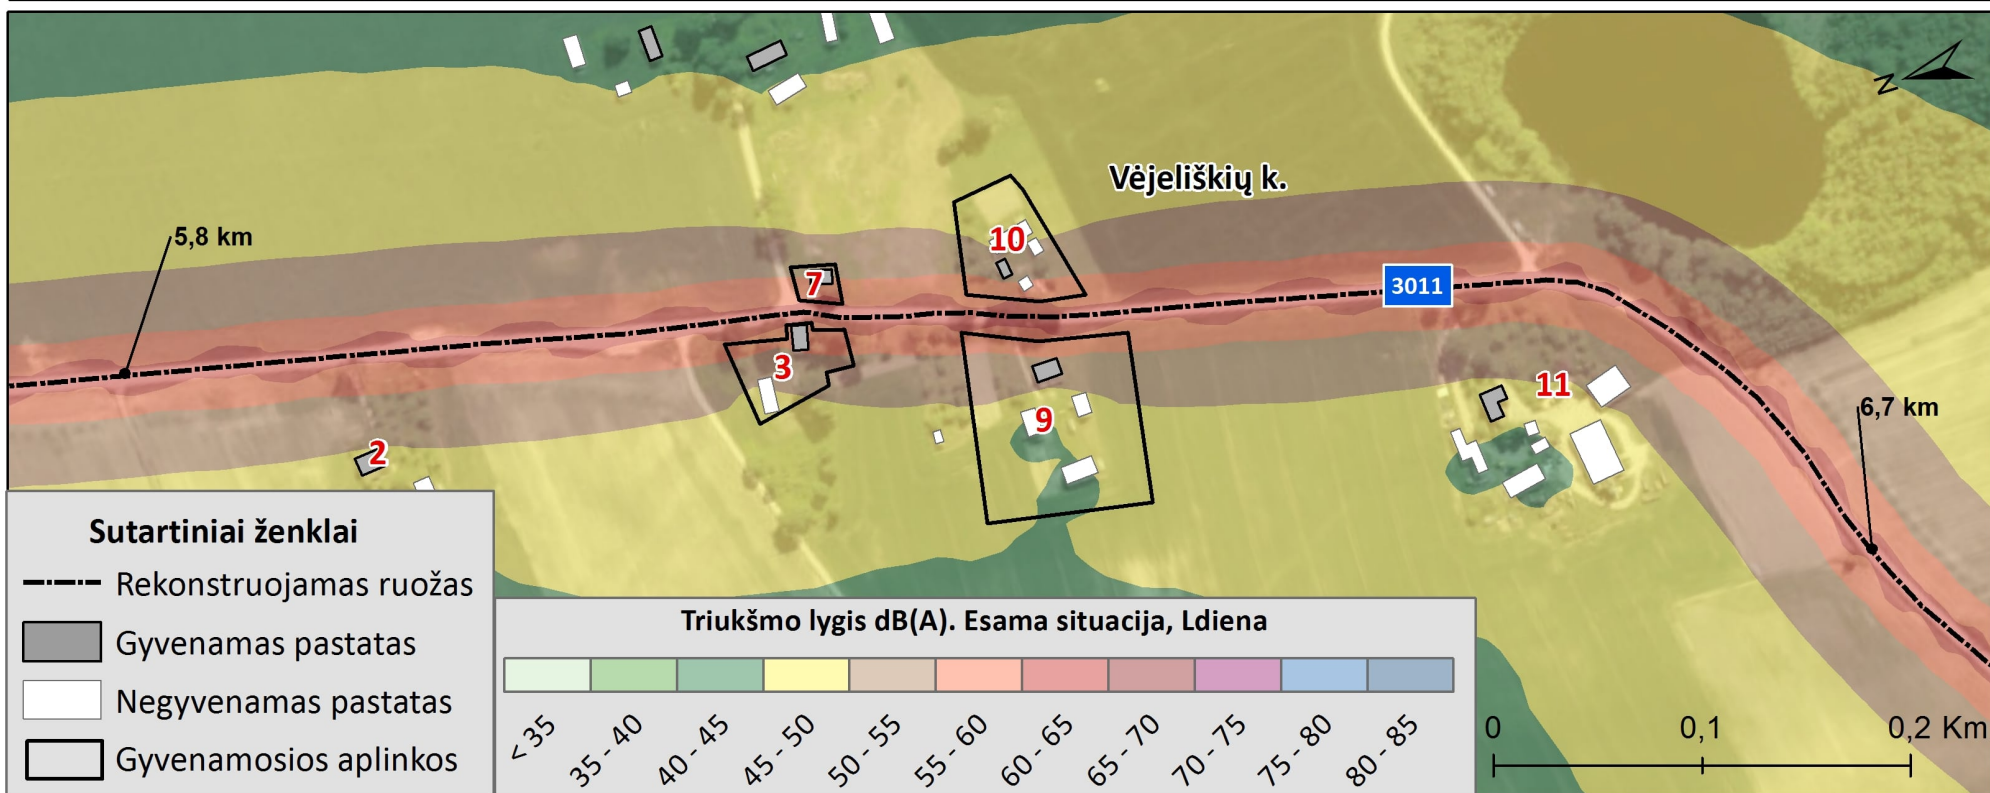 N
Vėjeliškių k.
5,8 km
10
7
3011
3
11
6,7 km
9
2
Sutartiniai ženklai
Rekonstruojamas ruožas
Gyvenamas pastatas
Negyvenamas pastatas
Gyvenamosios aplinkos
Triukšmo lygis dB(A). Esama situacija, Ldiena
< 35
35 - 40
40 - 45
45 - 50
50 - 55
55 - 60
60 - 65
65 - 70
70 - 75
75 - 80
80 - 85
0 0,1 0,2 Km